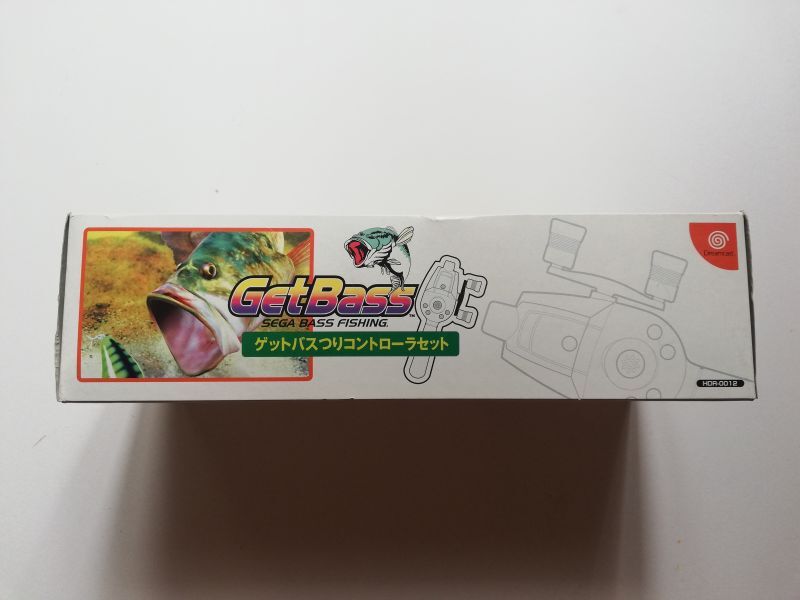 GetBass™
SEGA BASS FISHING
ゲットバスつりコントローラセット
Dreamcast
HDR-0012